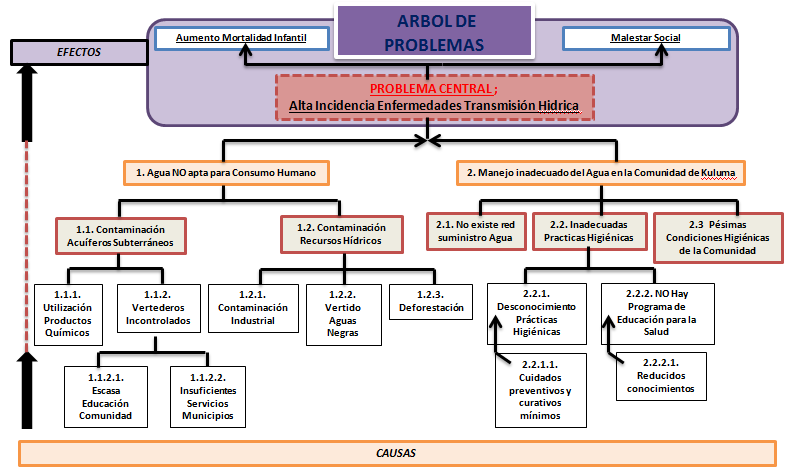 ARBOL DE
PROBLEMAS
Aumento Mortalidad Infantil
Malestar Social
EFECTOS
PROBLEMA CENTRAL ;
Alta Incidencia Enfermedades Transmisión Hídrica
1. Agua NO apta para Consumo Humano
2. Manejo inadecuado del Agua en la Comunidad de Kuluma
1.1. Contaminación
Acuíferos Subterráneos
1.2. Contaminación
Recursos Hídricos
2.1. No existe red
suministro Agua
2.2. Inadecuadas
Practicas Higiénicas
2.3 Pésimas
Condiciones Higiénicas
de la Comunidad
1.1.1.
Utilización
Productos
Químicos
1.1.2.
Vertederos
Incontrolados
1.2.1.
Contaminación
Industrial
1.2.2.
Vertido
Aguas
Negras
1.2.3.
Deforestación
2.2.1.
Desconocimiento
Prácticas
Higiénicas
2.2.2. NO Hay
Programa de
Educación para la
Salud
1.1.2.1.
Escasa
Educación
Comunidad
1.1.2.2.
Insuficientes
Servicios
Municipios
2.2.1.1.
Cuidados
preventivos y
curativos
mínimos
2.2.2.1.
Reducidos
conocimientos
CAUSAS